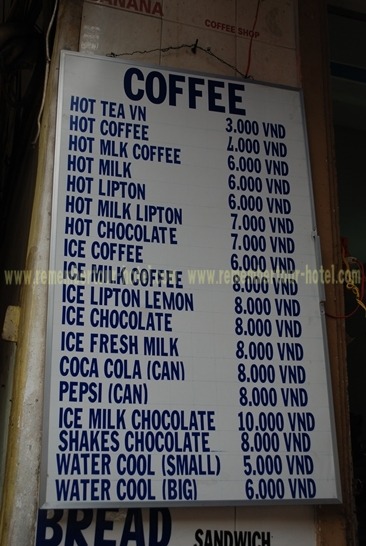 ANANA
COFFEE SHOP
COFFEE
HOT TEA VN 3.000 VND
HOT COFFEE 4.000 VND
HOT MLK COFFEE 6.000 VND
HOT MILK 6.000 VND
HOT LIPTON 6.000 VND
HOT MILK LIPTON 7.000 VND
HOT CHOCOLATE 7.000 VND
ICE COFFEE 6.000 VND
ICE MILK COFFEE 8.000 VND
ICE LIPTON LEMON 8.000 VND
ICE CHOCOLATE 8.000 VND
ICE FRESH MILK 8.000 VND
COCA COLA (CAN) 8.000 VND
PEPSI (CAN) 8.000 VND
ICE MILK CHOCOLATE 10.000 VND
SHAKES CHOCOLATE 8.000 VND
WATER COOL (SMALL) 5.000 VND
WATER COOL (BIG) 6.000 VND
BREAD SANDWICH